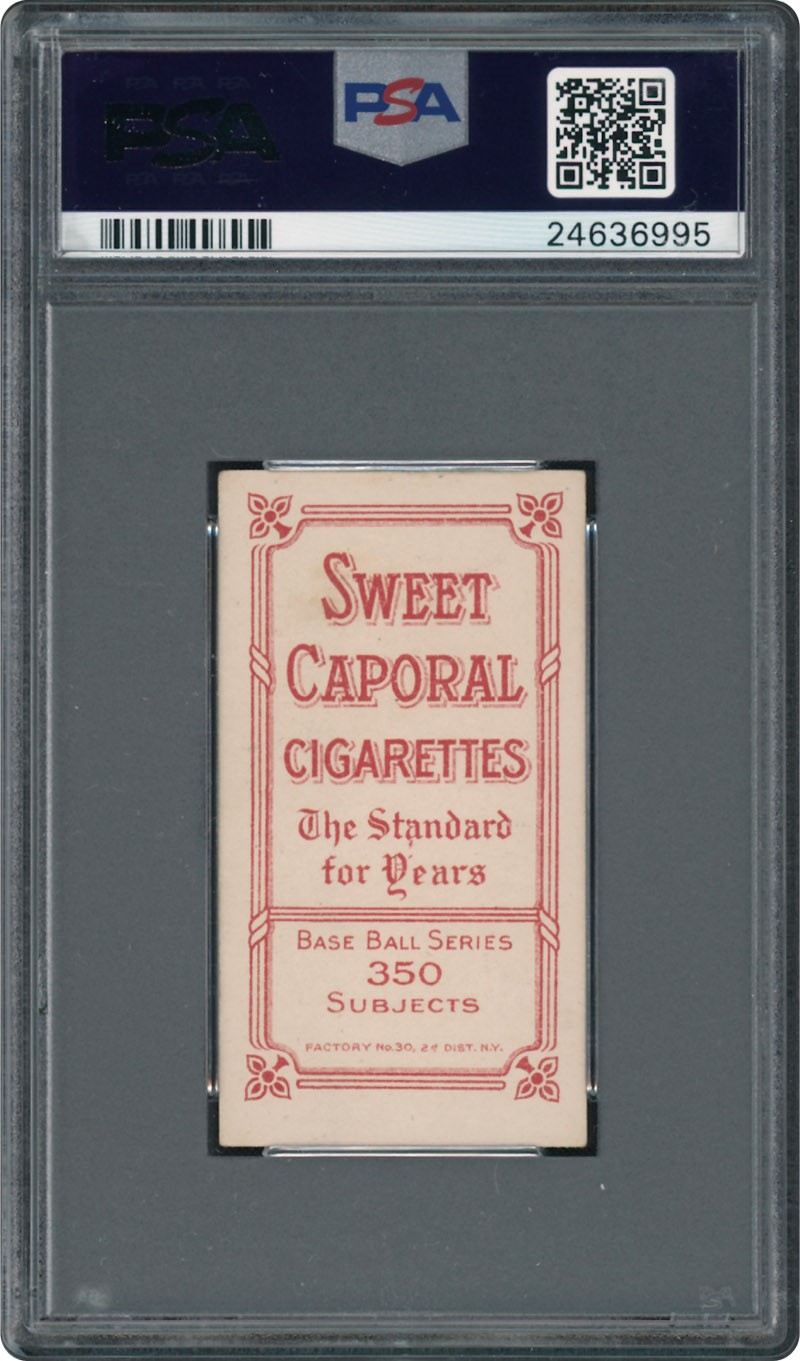 PSA
PSA
24636995
SWEET
CAPORAL
CIGARETTES
The Standard
for Years
BASE BALL SERIES
350
SUBJECTS
FACTORY No. 30, 2d DIST. N.Y.